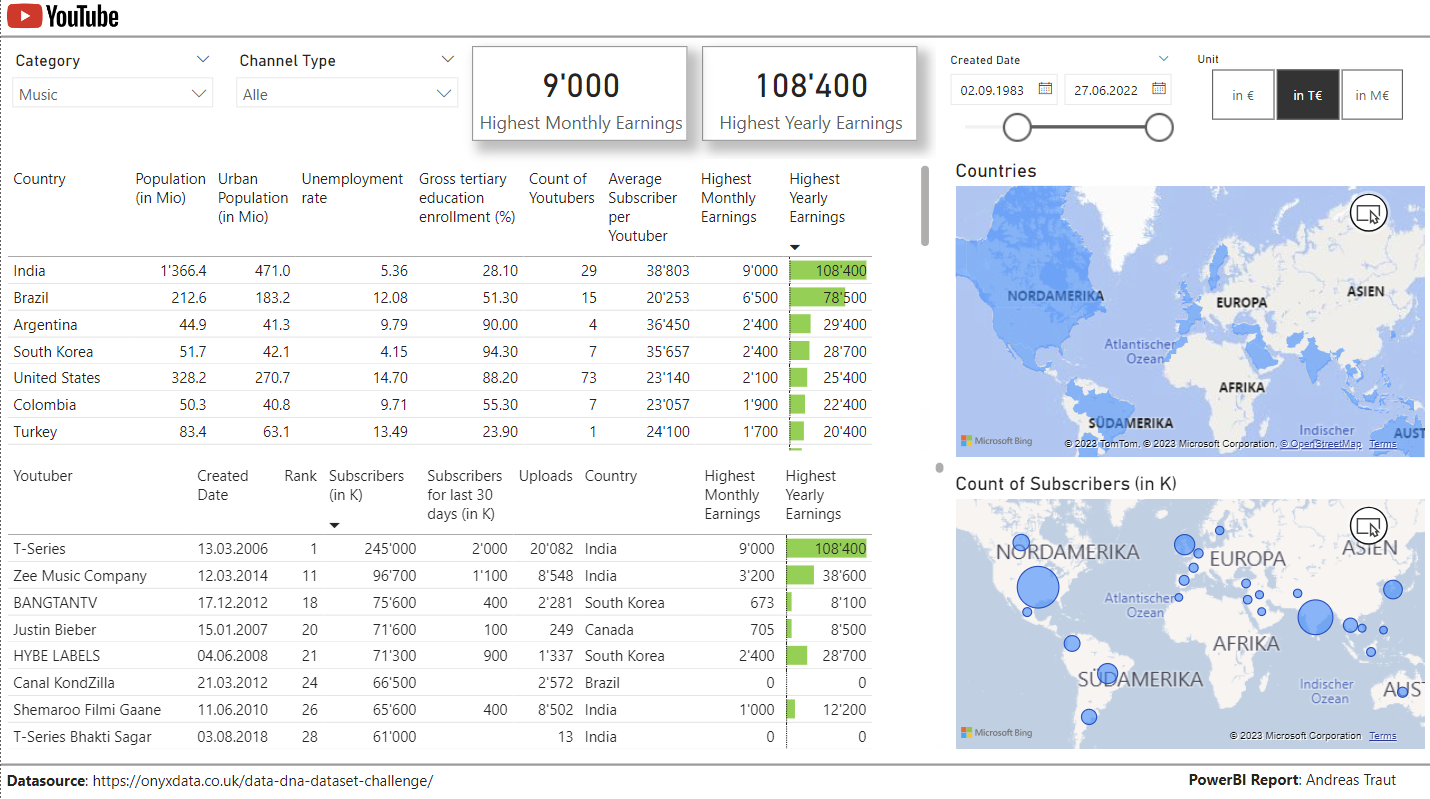 YouTube
Category
Music
Channel Type
Alle
9'000
Highest Monthly Earnings
108'400
Highest Yearly Earnings
Created Date
02.09.1983 27.06.2022
Unit
in € in T€ in M€
Country Population (in Mio) Urban Population (in Mio) Unemployment rate Gross tertiary education enrollment (%) Count of Youtubers Average Subscriber per Youtuber Highest Monthly Earnings Highest Yearly Earnings
India 1'366.4 471.0 5.36 28.10 29 38'803 9'000 108'400
Brazil 212.6 183.2 12.08 51.30 15 20'253 6'500 78'500
Argentina 44.9 41.3 9.79 90.00 4 36'450 2'400 29'400
South Korea 51.7 42.1 4.15 94.30 7 35'657 2'400 28'700
United States 328.2 270.7 14.70 88.20 73 23'140 2'100 25'400
Colombia 50.3 40.8 9.71 55.30 7 23'057 1'900 22'400
Turkey 83.4 63.1 13.49 23.90 1 24'100 1'700 20'400
Youtuber Created Date Rank Subscribers (in K) Subscribers for last 30 days (in K) Uploads Country Highest Monthly Earnings Highest Yearly Earnings
T-Series 13.03.2006 1 245'000 2'000 20'082 India 9'000 108'400
Zee Music Company 12.03.2014 11 96'700 1'100 8'548 India 3'200 38'600
BANGTANTV 17.12.2012 18 75'600 400 2'281 South Korea 673 8'100
Justin Bieber 15.01.2007 20 71'600 100 249 Canada 705 8'500
HYBE LABELS 04.06.2008 21 71'300 900 1'337 South Korea 2'400 28'700
Canal KondZilla 21.03.2012 24 66'500 2'572 Brazil 0 0
Shemaroo Filmi Gaane 11.06.2010 26 65'600 400 8'502 India 1'000 12'200
T-Series Bhakti Sagar 03.08.2018 28 61'000 13 India 0 0
Countries
NORDAMERIKA
EUROPA
ASIEN
Atlantischer
Ozean
AFRIKA
SÜDAMERIKA
Indischer
AUST
Microsoft Bing
© 2023 TomTom, © 2023 Microsoft Corporation, © OpenStreetMap Terms
Count of Subscribers (in K)
NORDAMERIKA
EUROPA
ASIEN
Atlantischer
Ozean
AFRIKA
SÜDAMERIKA
Indischer
Ozean
AUST
Microsoft Bing
© 2023 Microsoft Corporation Terms
Datasource: https://onyxdata.co.uk/data-dna-dataset-challenge/
PowerBI Report: Andreas Traut